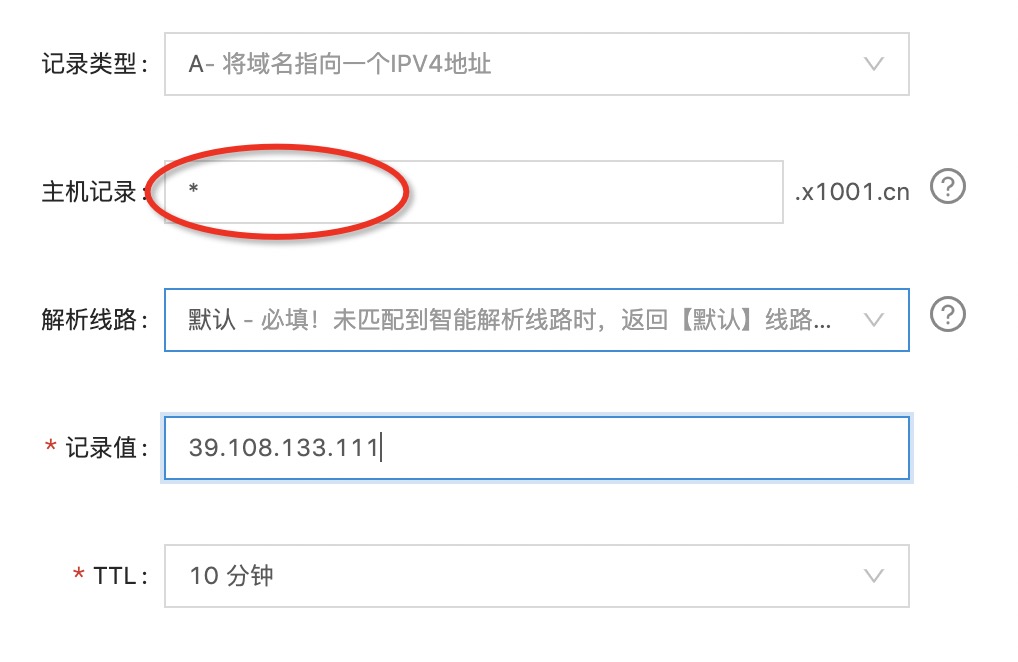 记录类型： A- 将域名指向一个IPV4地址
主机记录： * .x1001.cn ?
解析线路： 默认 - 必填！未匹配到智能解析线路时，返回【默认】线路... ?
* 记录值： 39.108.133.111
* TTL： 10 分钟